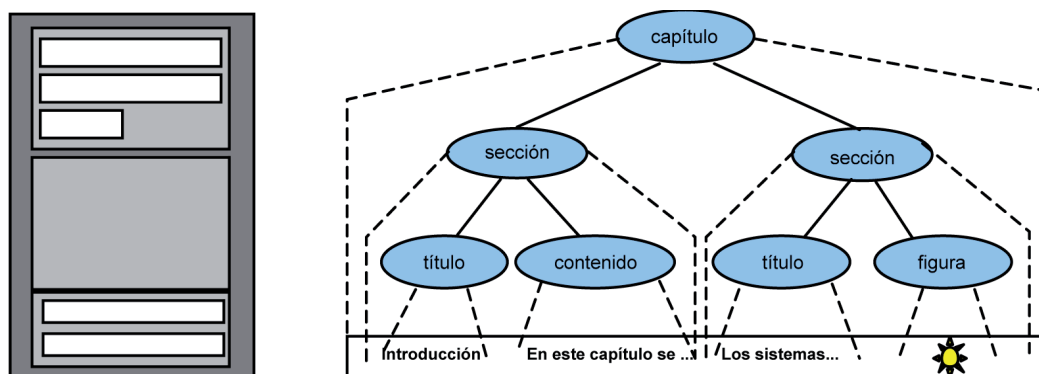 capítulo
sección
sección
título
contenido
título
figura
Introducción
En este capítulo se ...
Los sistemas...